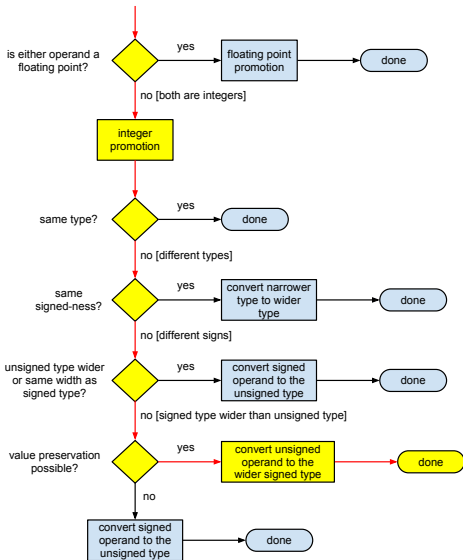 is either operand a
floating point?
yes
floating point
promotion
done
no [both are integers]
integer
promotion
same type?
yes
done
no [different types]
same
signed-ness?
yes
convert narrower
type to wider
type
done
no [different signs]
unsigned type wider
or same width as
signed type?
yes
convert signed
operand to the
unsigned type
done
no [signed type wider than unsigned type]
value preservation
possible?
yes
convert unsigned
operand to the
wider signed type
done
no
convert signed
operand to the
unsigned type
done